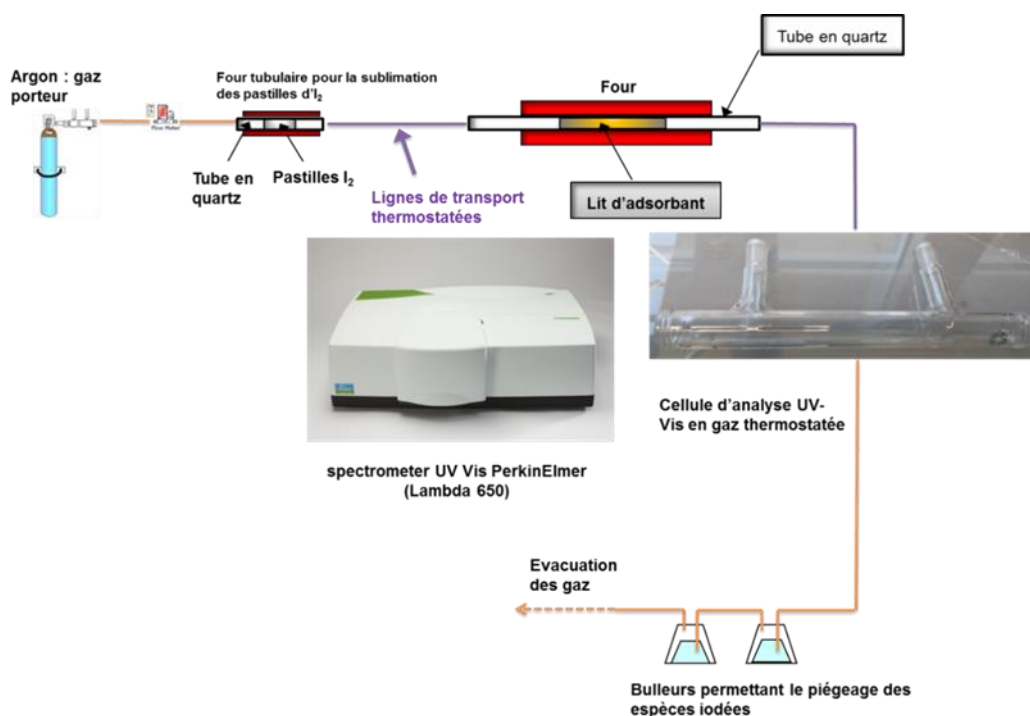 Argon : gaz
porteur
Four tubulaire pour la sublimation
des pastilles d'I₂
Flow Meter
Tube en
quartz
Pastilles I₂
Lignes de transport
thermostatées
Four
Tube en quartz
Lit d'adsorbant
spectrometer UV Vis PerkinElmer
(Lambda 650)
Cellule d'analyse UV-
Vis en gaz thermostatée
Evacuation
des gaz
Bulleurs permettant le piégeage des
espèces iodées